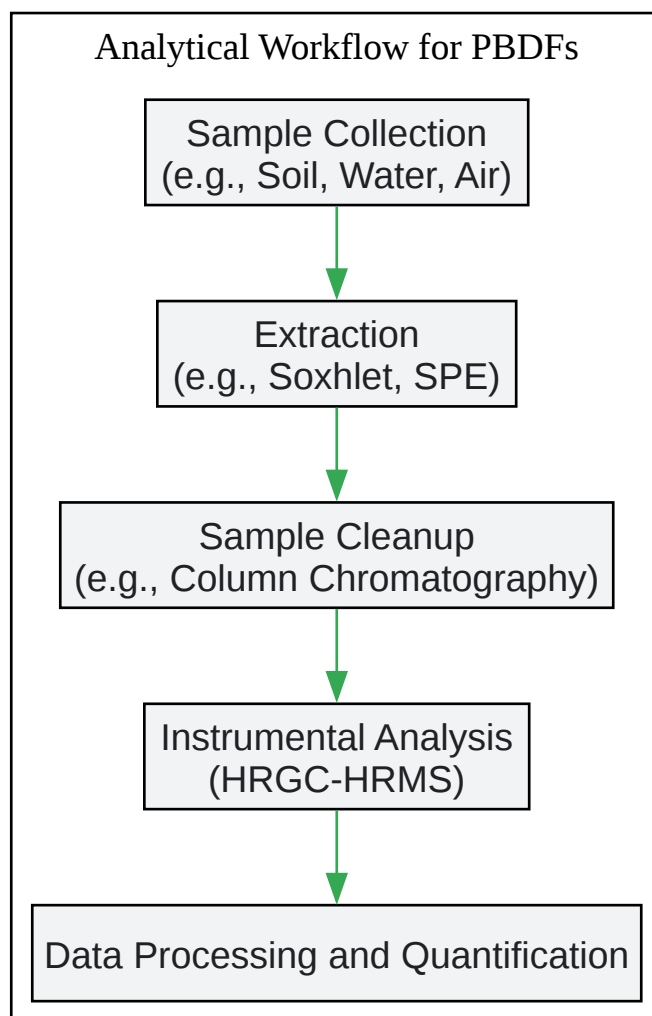 Analytical Workflow for PBDFs
Sample Collection
(e.g., Soil, Water, Air)
Extraction
(e.g., Soxhlet, SPE)
Sample Cleanup
(e.g., Column Chromatography)
Instrumental Analysis
(HRGC-HRMS)
Data Processing and Quantification